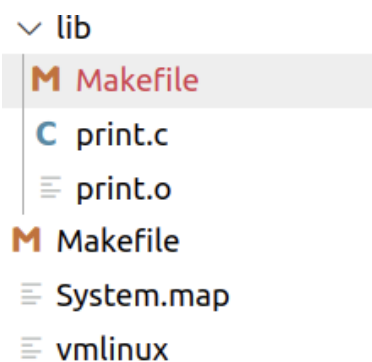 lib
M Makefile
C print.c
print.o
M Makefile
System.map
vmlinux